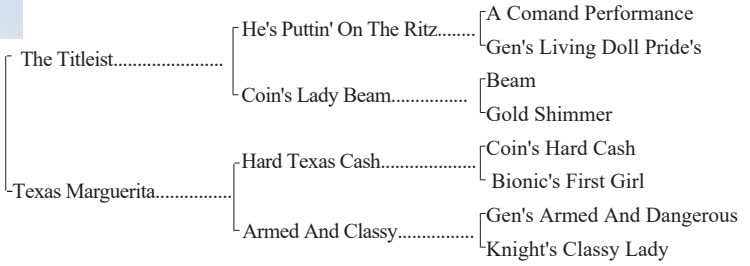 A Comand Performance
He's Puttin' On The Ritz........
Gen's Living Doll Pride's
The Titleist.......................
Beam
Coin's Lady Beam................
Gold Shimmer
Coin's Hard Cash
Hard Texas Cash....................
Bionic's First Girl
Texas Marguerita................
Gen's Armed And Dangerous
Armed And Classy................
Knight's Classy Lady